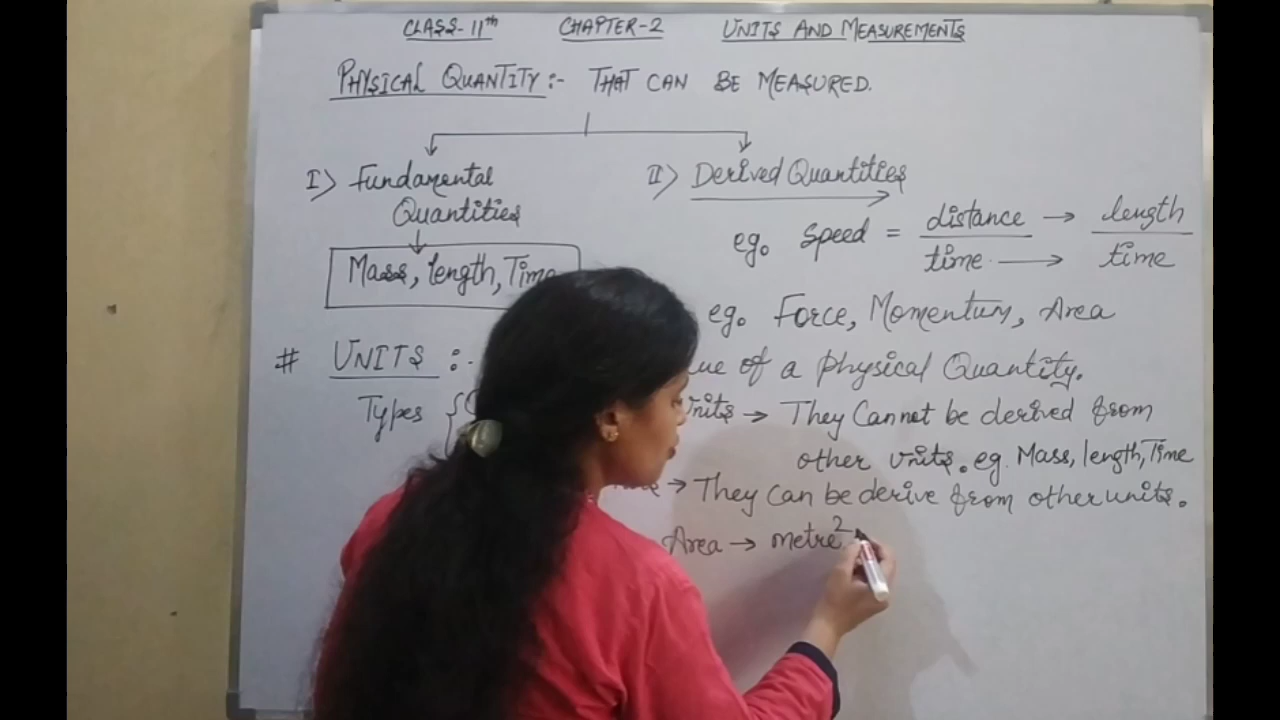 CLASS-11th CHAPTER-2 UNITS AND MEASUREMENTS
PHYSICAL QUANTITY:- THAT CAN BE MEASURED.
I> Fundamental
Quantities
Mass, length, Time
II> Derived Quantities
eg. Speed = distance → length
time → time
eg. Force, Momentum, Area
# UNITS :- of a physical Quantity.
Types { Units → They Cannot be derived from
other units. eg. Mass, length, Time
→ They can be derive from other units.
Area → metre²